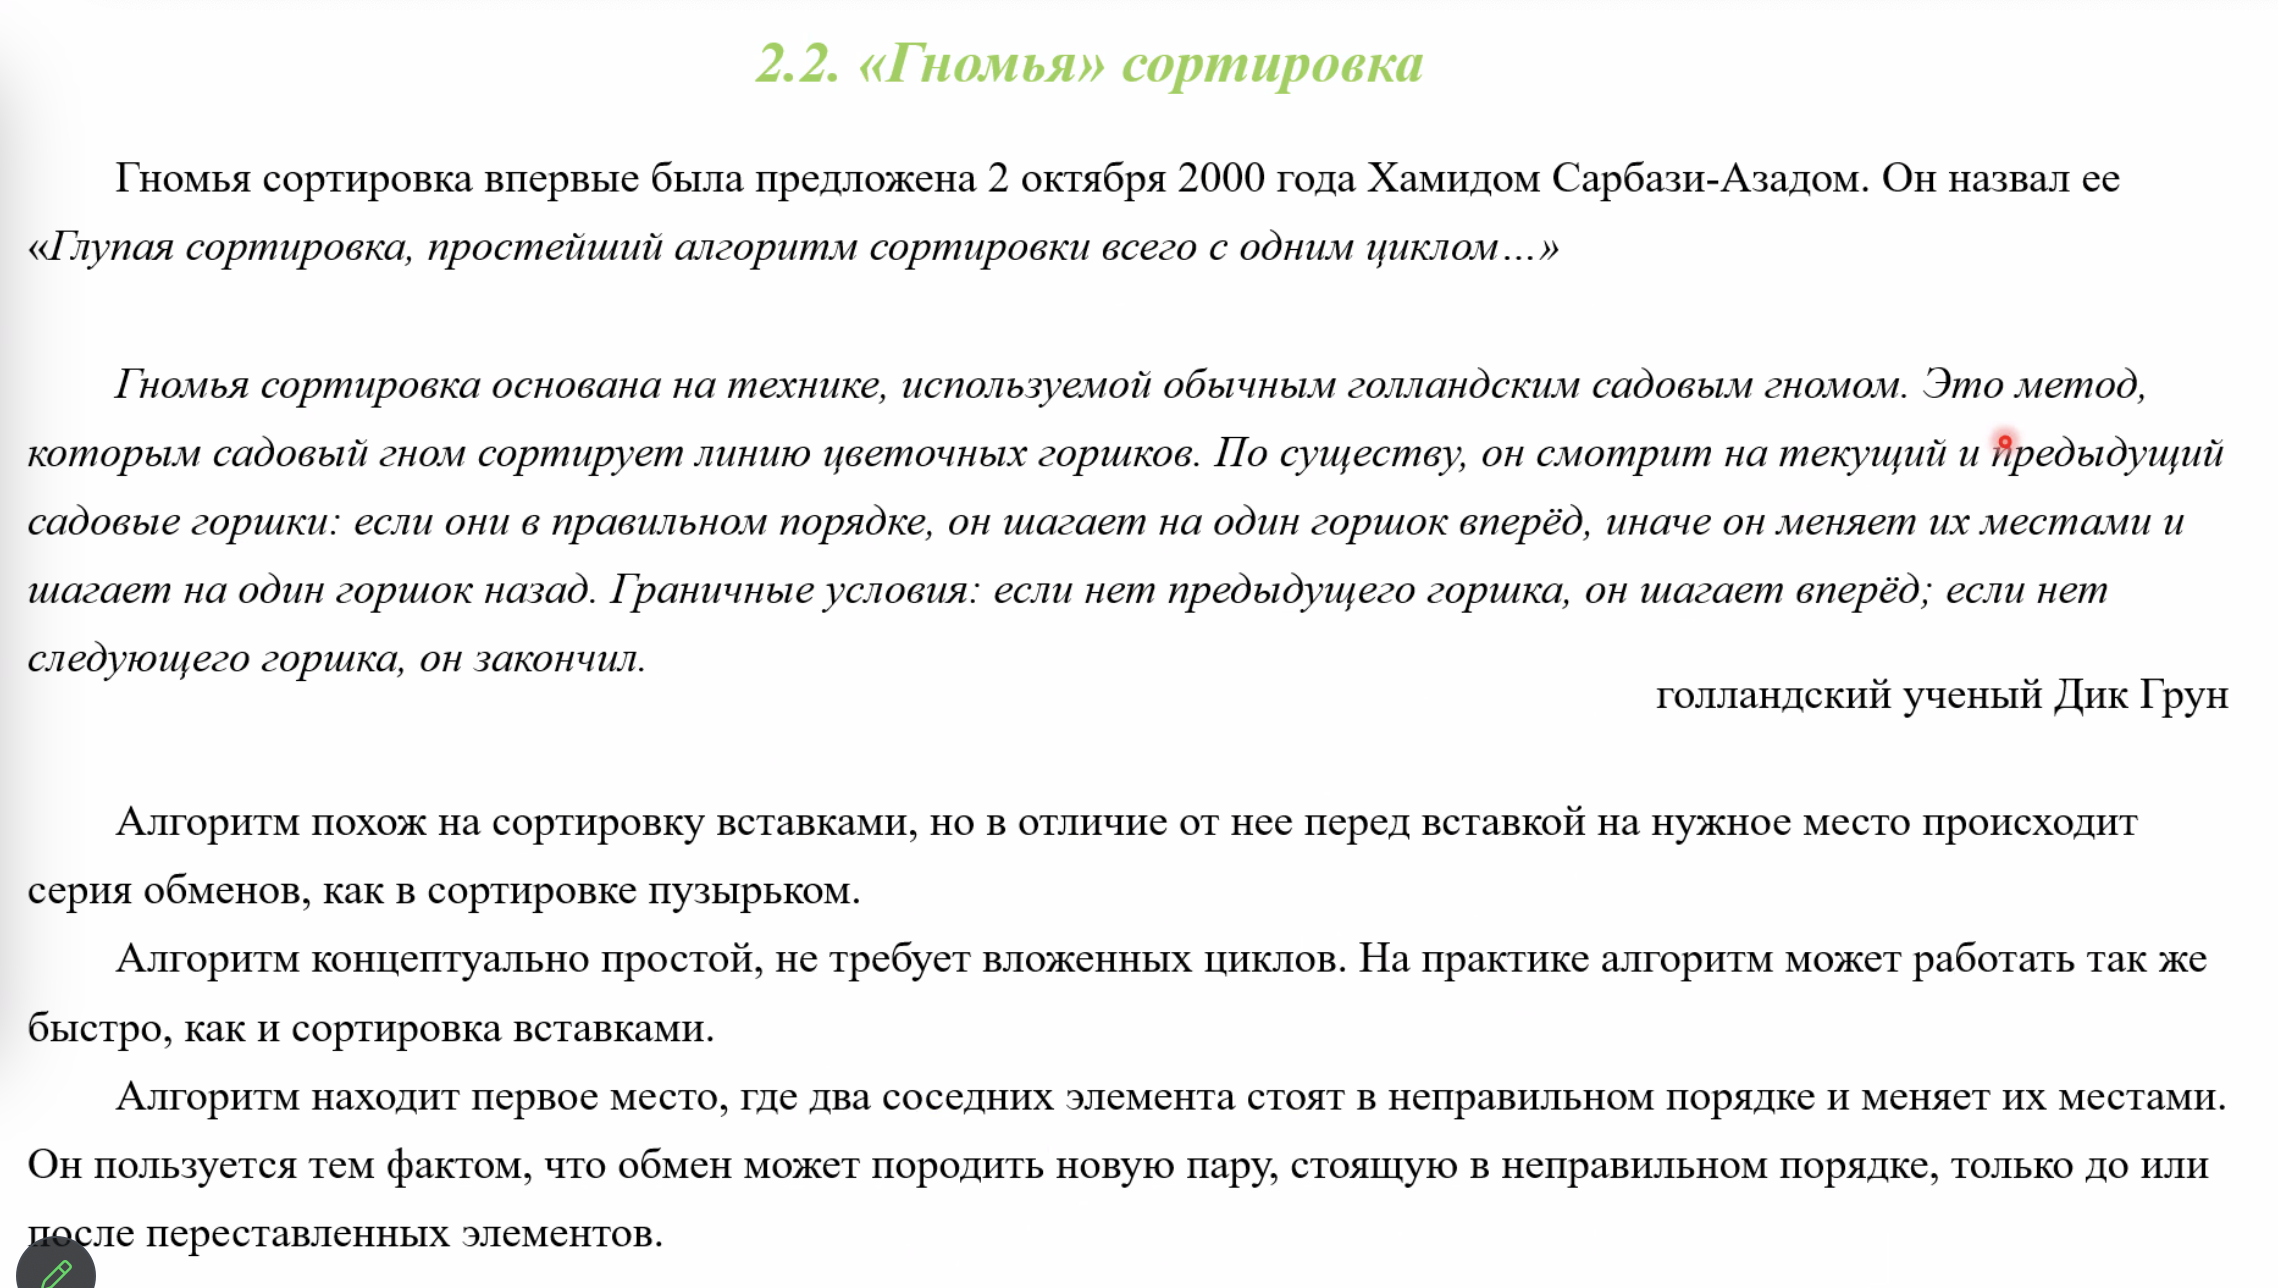 2.2. «Гномья» сортировка
Гномья сортировка впервые была предложена 2 октября 2000 года Хамидом Сарбази-Азадом. Он назвал ее
«Глупая сортировка, простейший алгоритм сортировки всего с одним циклом…»
Гномья сортировка основана на технике, используемой обычным голландским садовым гномом. Это метод,
которым садовый гном сортирует линию цветочных горшков. По существу, он смотрит на текущий и предыдущий
садовые горшки: если они в правильном порядке, он шагает на один горшок вперёд, иначе он меняет их местами и
шагает на один горшок назад. Граничные условия: если нет предыдущего горшка, он шагает вперёд; если нет
следующего горшка, он закончил.
голландский ученый Дик Грун
Алгоритм похож на сортировку вставками, но в отличие от нее перед вставкой на нужное место происходит
серия обменов, как в сортировке пузырьком.
Алгоритм концептуально простой, не требует вложенных циклов. На практике алгоритм может работать так же
быстро, как и сортировка вставками.
Алгоритм находит первое место, где два соседних элемента стоят в неправильном порядке и меняет их местами.
Он пользуется тем фактом, что обмен может породить новую пару, стоящую в неправильном порядке, только до или
после переставленных элементов.